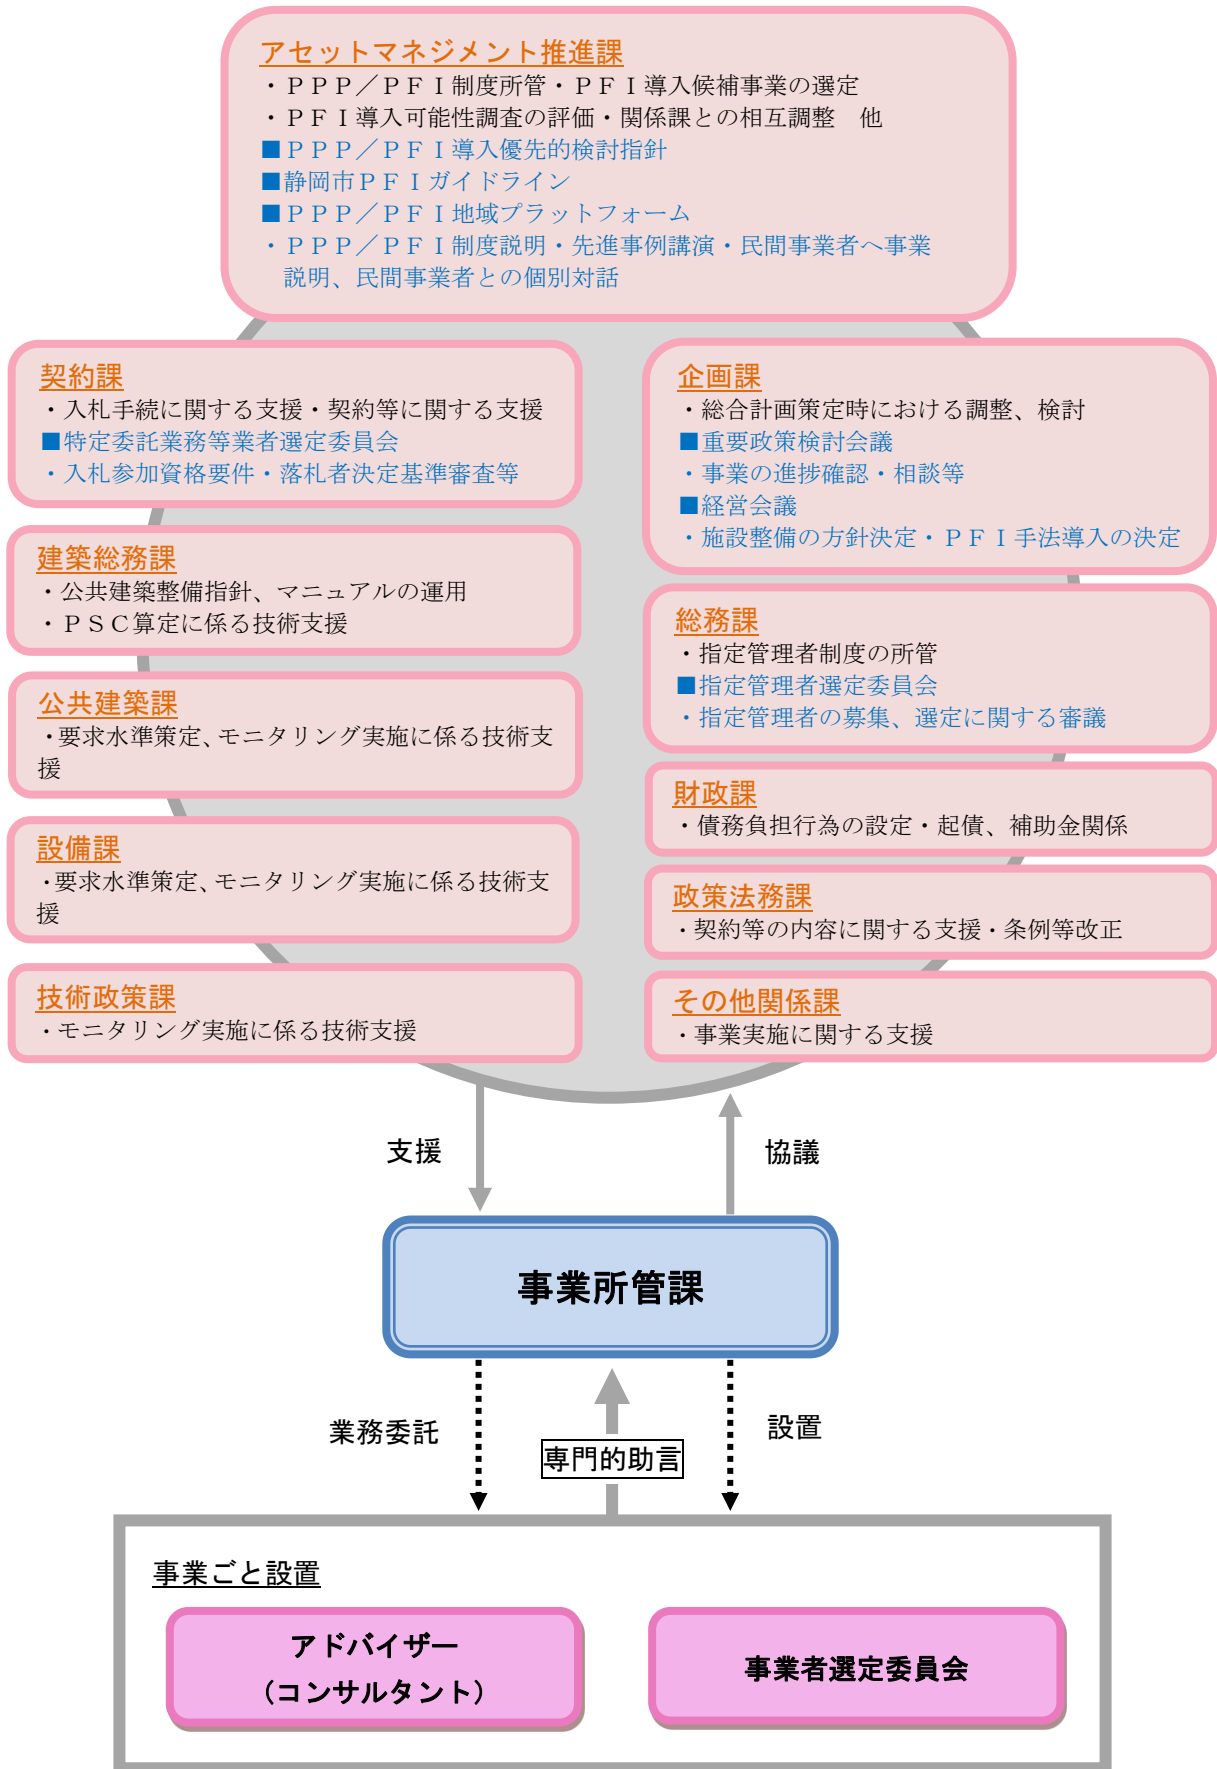 アセットマネジメント推進課
・ＰＰＰ／ＰＦＩ制度所管・ＰＦＩ導入候補事業の選定
・ＰＦＩ導入可能性調査の評価・関係課との相互調整　他
■ＰＰＰ／ＰＦＩ導入優先的検討指針
■静岡市ＰＦＩガイドライン
■ＰＰＰ／ＰＦＩ地域プラットフォーム
・ＰＰＰ／ＰＦＩ制度説明・先進事例講演・民間事業者へ事業
説明、民間事業者との個別対話
契約課
・入札手続に関する支援・契約等に関する支援
■特定委託業務等業者選定委員会
・入札参加資格要件・落札者決定基準審査等
建築総務課
・公共建築整備指針、マニュアルの運用
・ＰＳＣ算定に係る技術支援
公共建築課
・要求水準策定、モニタリング実施に係る技術支
援
設備課
・要求水準策定、モニタリング実施に係る技術支
援
技術政策課
・モニタリング実施に係る技術支援
企画課
・総合計画策定時における調整、検討
■重要政策検討会議
・事業の進捗確認・相談等
■経営会議
・施設整備の方針決定・ＰＦＩ手法導入の決定
総務課
・指定管理者制度の所管
■指定管理者選定委員会
・指定管理者の募集、選定に関する審議
財政課
・債務負担行為の設定・起債、補助金関係
政策法務課
・契約等の内容に関する支援・条例等改正
その他関係課
・事業実施に関する支援
支援
協議
事業所管課
業務委託
専門的助言
設置
事業ごと設置
アドバイザー
（コンサルタント）
事業者選定委員会